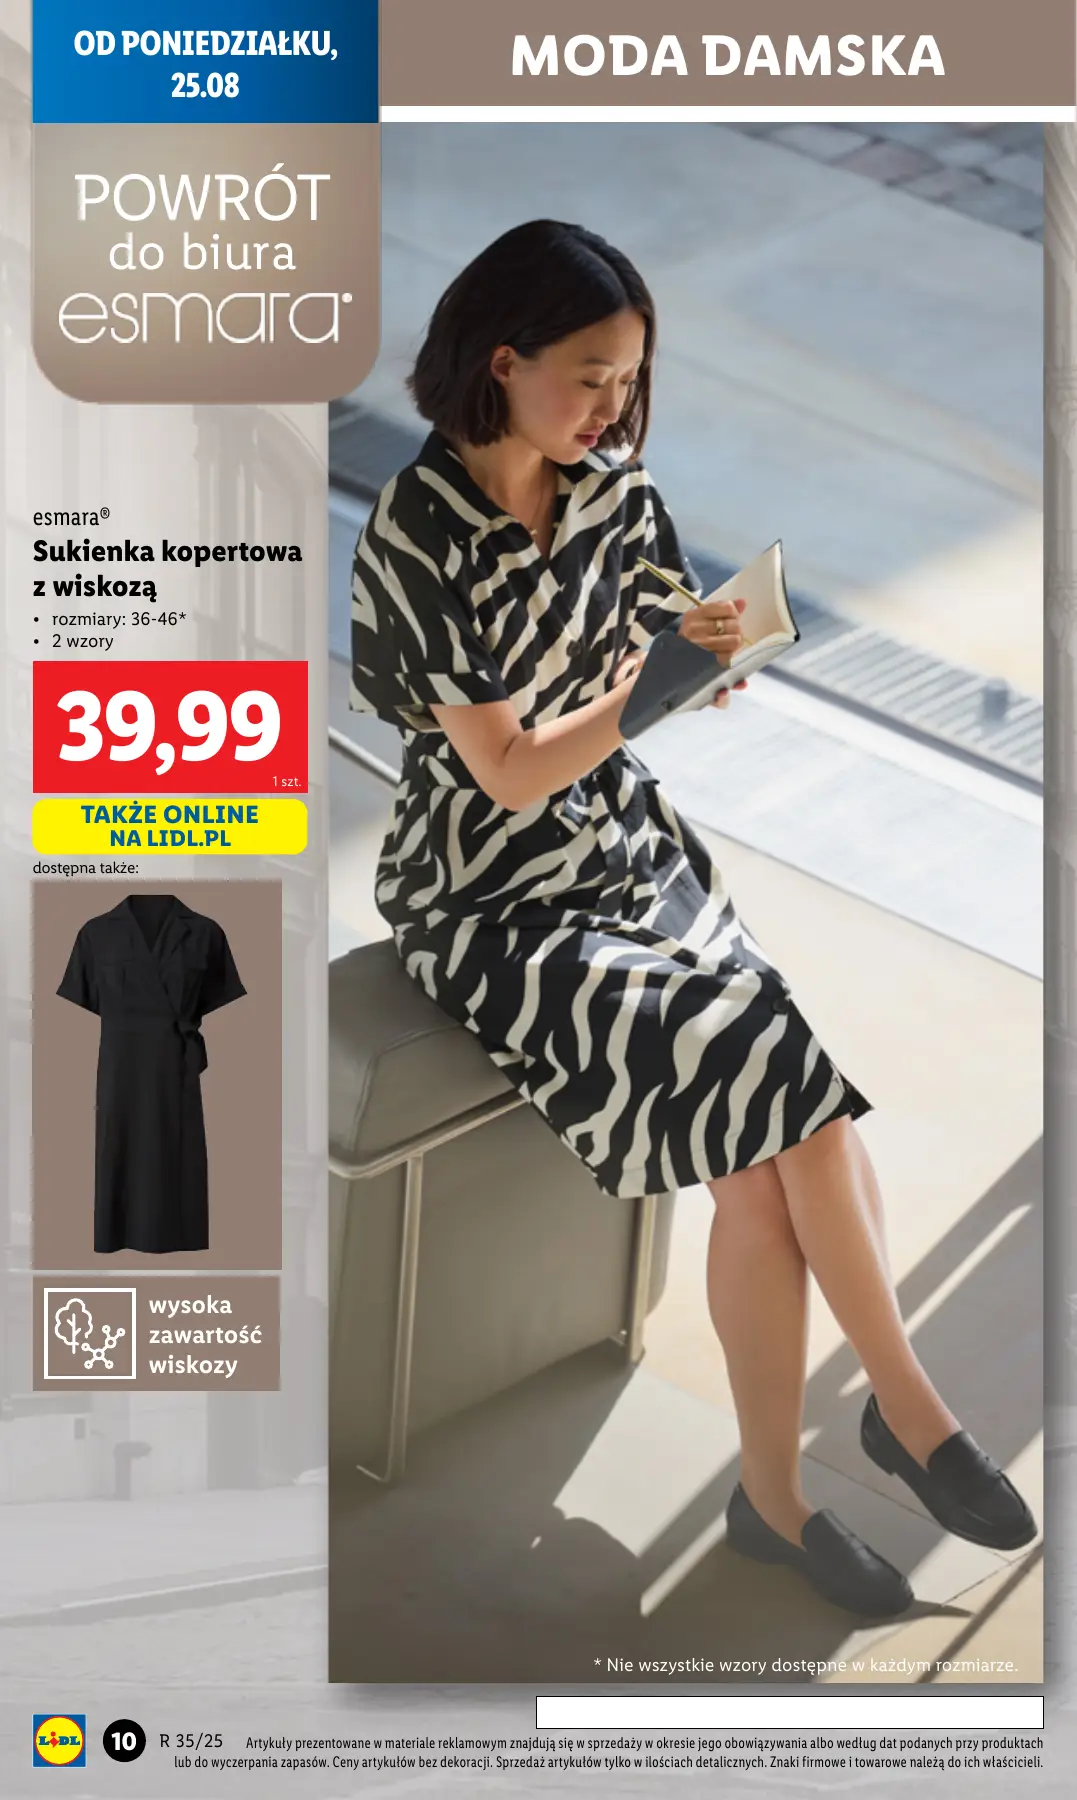 OD PONIEDZIAŁKU,
25.08
MODA DAMSKA
POWRÓT
do biura
esmara®
esmara®
Sukienka kopertowa
z wiskozą
• rozmiary: 36-46*
• 2 wzory
39,99
1 szt.
TAKŻE ONLINE
NA LIDL.PL
dostępna także:
wysoka
zawartość
wiskozy
* Nie wszystkie wzory dostępne w każdym rozmiarze.
LIDL
10
R 35/25
Artykuły prezentowane w materiale reklamowym znajdują się w sprzedaży w okresie jego obowiązywania albo według dat podanych przy produktach
lub do wyczerpania zapasów. Ceny artykułów bez dekoracji. Sprzedaż artykułów tylko w ilościach detalicznych. Znaki firmowe i towarowe należą do ich właścicieli.